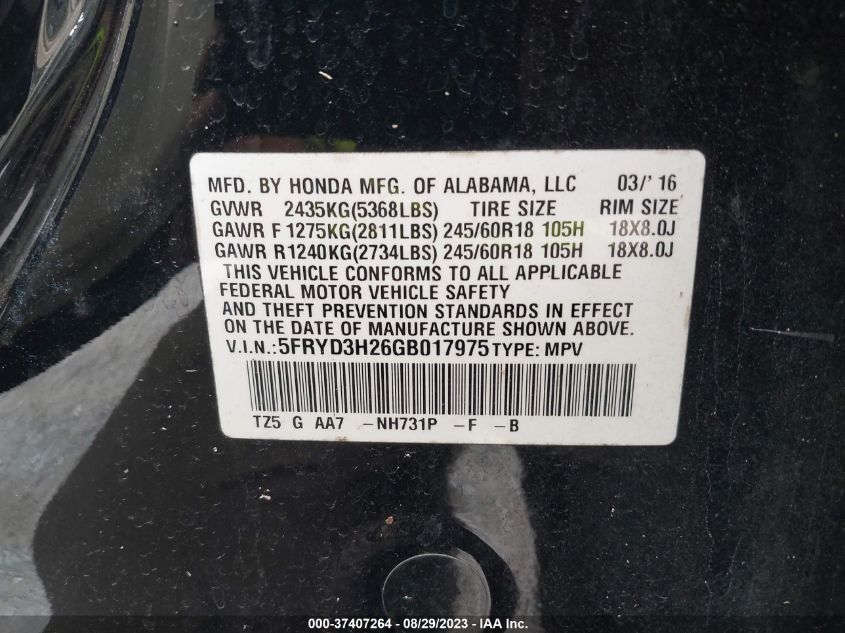 MFD. BY HONDA MFG. OF ALABAMA, LLC 03/' 16
GVWR 2435KG(5368LBS) TIRE SIZE RIM SIZE
GAWR F 1275KG(2811LBS) 245/60R18 105H 18X8.0J
GAWR R1240KG(2734LBS) 245/60R18 105H 18X8.0J
THIS VEHICLE CONFORMS TO ALL APPLICABLE
FEDERAL MOTOR VEHICLE SAFETY
AND THEFT PREVENTION STANDARDS IN EFFECT
ON THE DATE OF MANUFACTURE SHOWN ABOVE.
V.I.N.:5FRYD3H26GB017975 TYPE: MPV
TZ5 G AA7 -NH731P -F -B
000-37407264 - 08/29/2023 - IAA Inc.